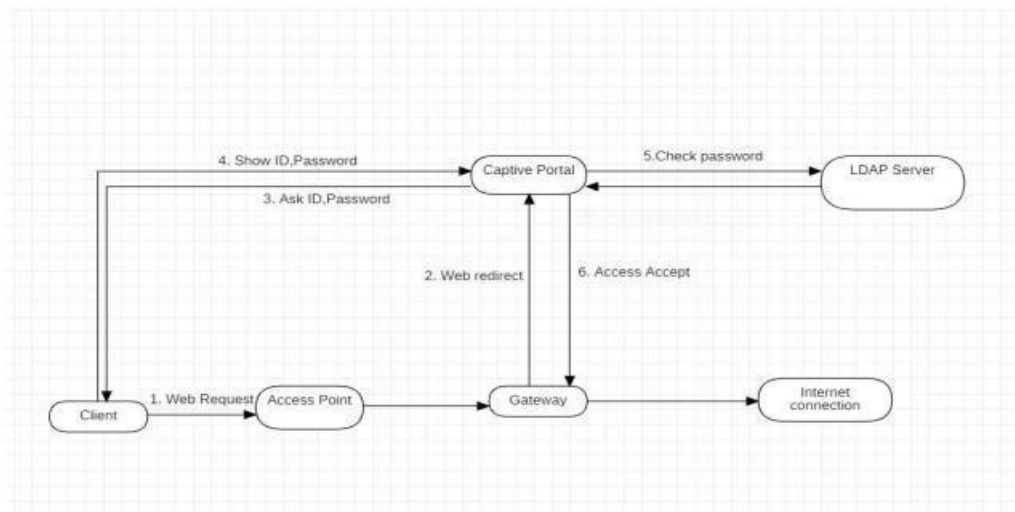 4. Show ID,Password
3. Ask ID,Password
Captive Portal
5.Check password
LDAP Server
2. Web redirect
6. Access Accept
Client
1. Web Request
Access Point
Gateway
Internet
connection